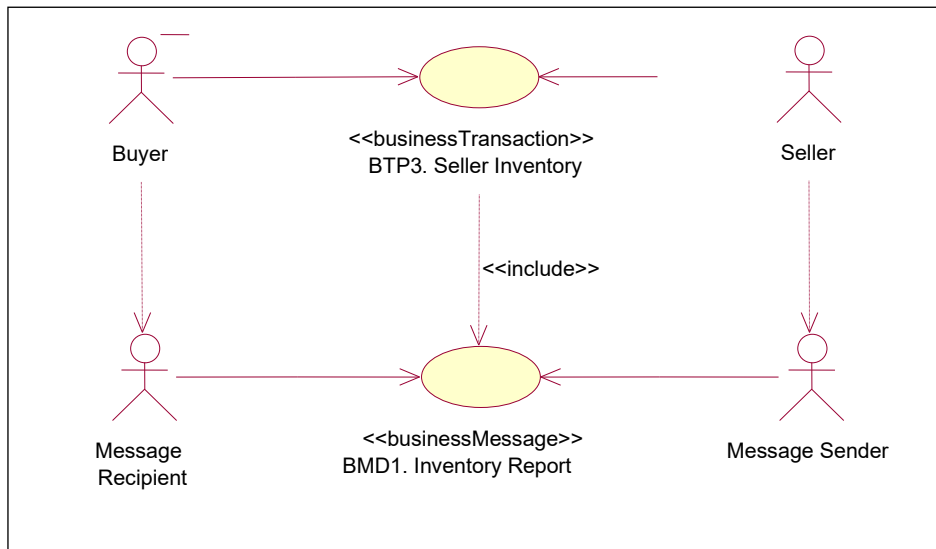 <<businessTransaction>>
BTP3. Seller Inventory
Buyer
Seller
<<include>>
<<businessMessage>>
BMD1. Inventory Report
Message
Recipient
Message Sender